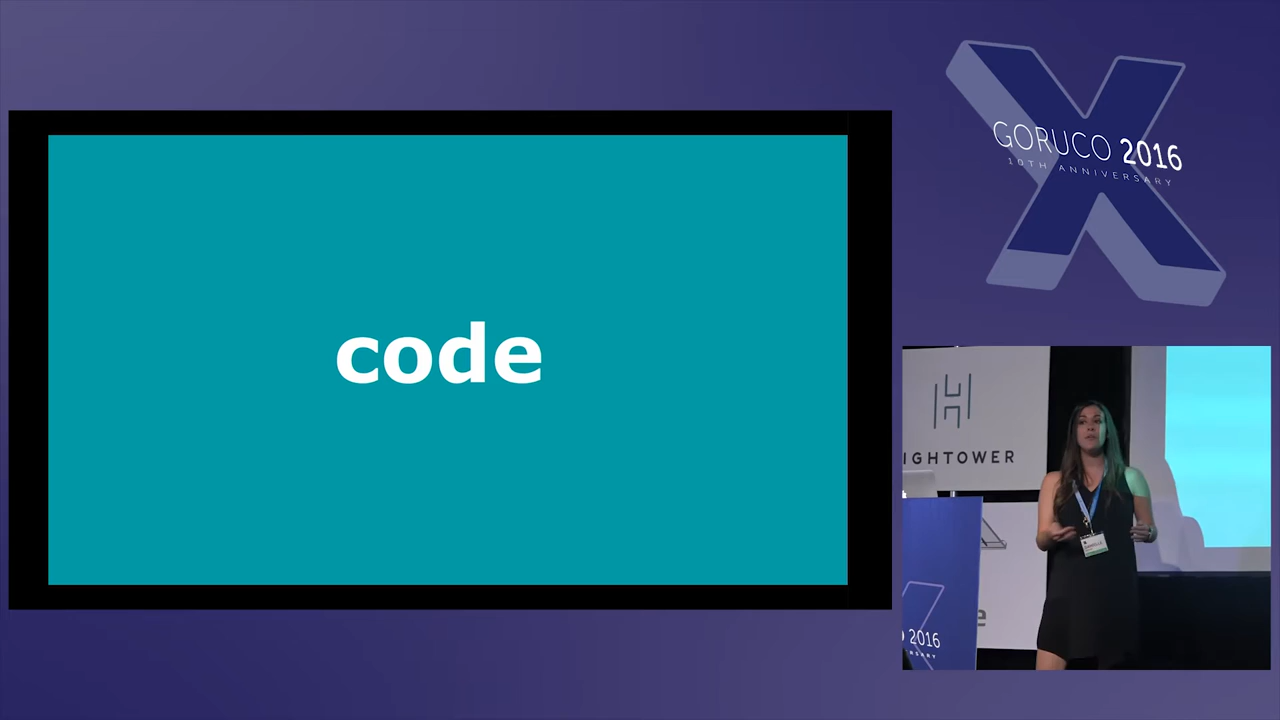 code
GORUCO 2016
10TH ANNIVERSARY
IGHTOWER
2016